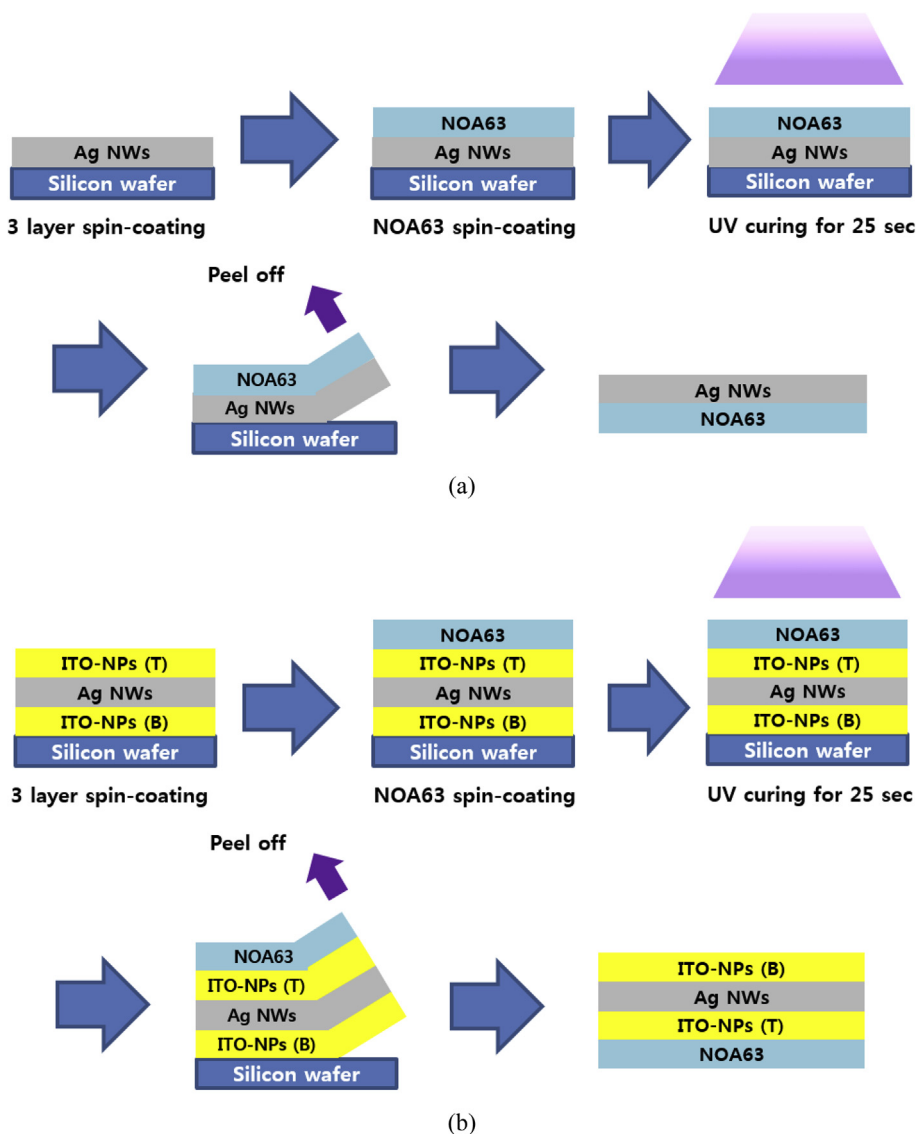 NOA63
NOA63
Ag NWs
Ag NWs
Ag NWs
Silicon wafer
Silicon wafer
Silicon wafer
3 layer spin-coating
NOA63 spin-coating
UV curing for 25 sec
Peel off
NOA63
Ag NWs
Silicon wafer
Ag NWs
NOA63
(a)
ITO-NPs (T)
Ag NWs
ITO-NPs (B)
Silicon wafer
3 layer spin-coating
NOA63
ITO-NPs (T)
Ag NWs
ITO-NPs (B)
Silicon wafer
NOA63 spin-coating
NOA63
ITO-NPs (T)
Ag NWs
ITO-NPs (B)
Silicon wafer
UV curing for 25 sec
Peel off
NOA63
ITO-NPs (T)
Ag NWs
ITO-NPs (B)
Silicon wafer
ITO-NPs (B)
Ag NWs
ITO-NPs (T)
NOA63
(b)